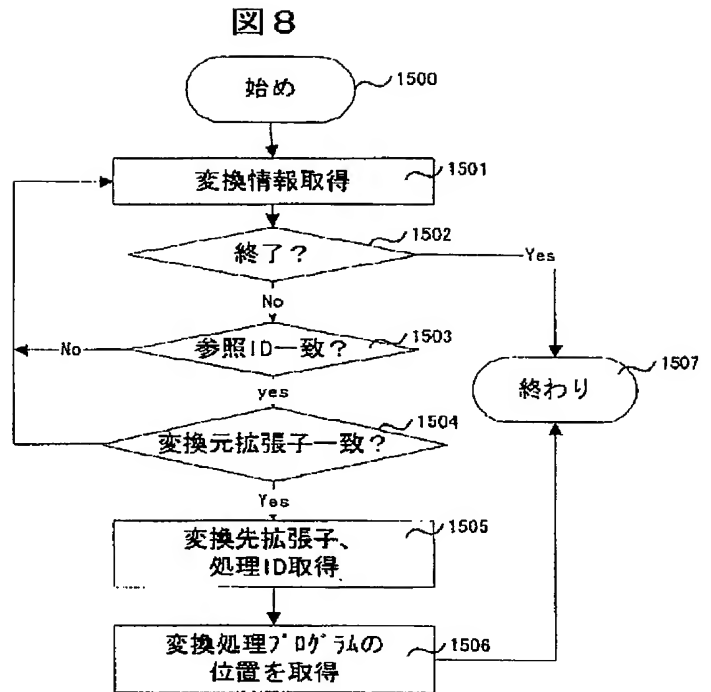 図8
始め
1500
変換情報取得
1501
終了?
1502
Yes
No
参照ID一致?
1503
No
yes
終わり
1507
変換元拡張子一致?
1504
Yes
変換先拡張子、
処理ID取得
1505
変換処理プログラムの
位置を取得
1506